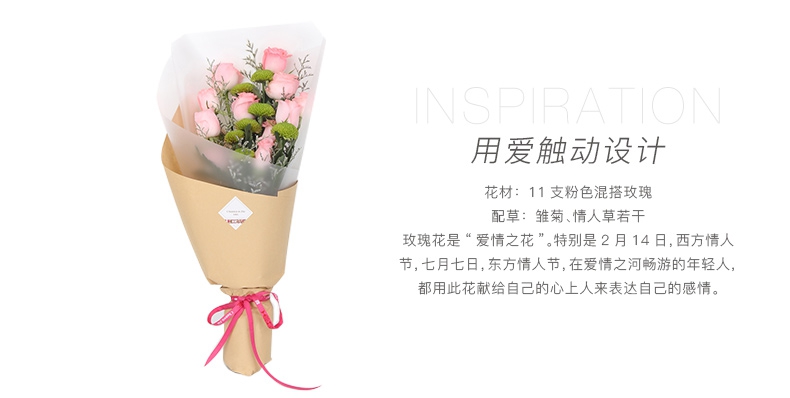 INSPIRATION
用爱触动设计
花材：11支粉色混搭玫瑰
配草：雏菊、情人草若干
玫瑰花是“爱情之花”。特别是2月14日，西方情人
节，七月七日，东方情人节，在爱情之河畅游的年轻人，
都用此花献给自己的心上人来表达自己的感情。